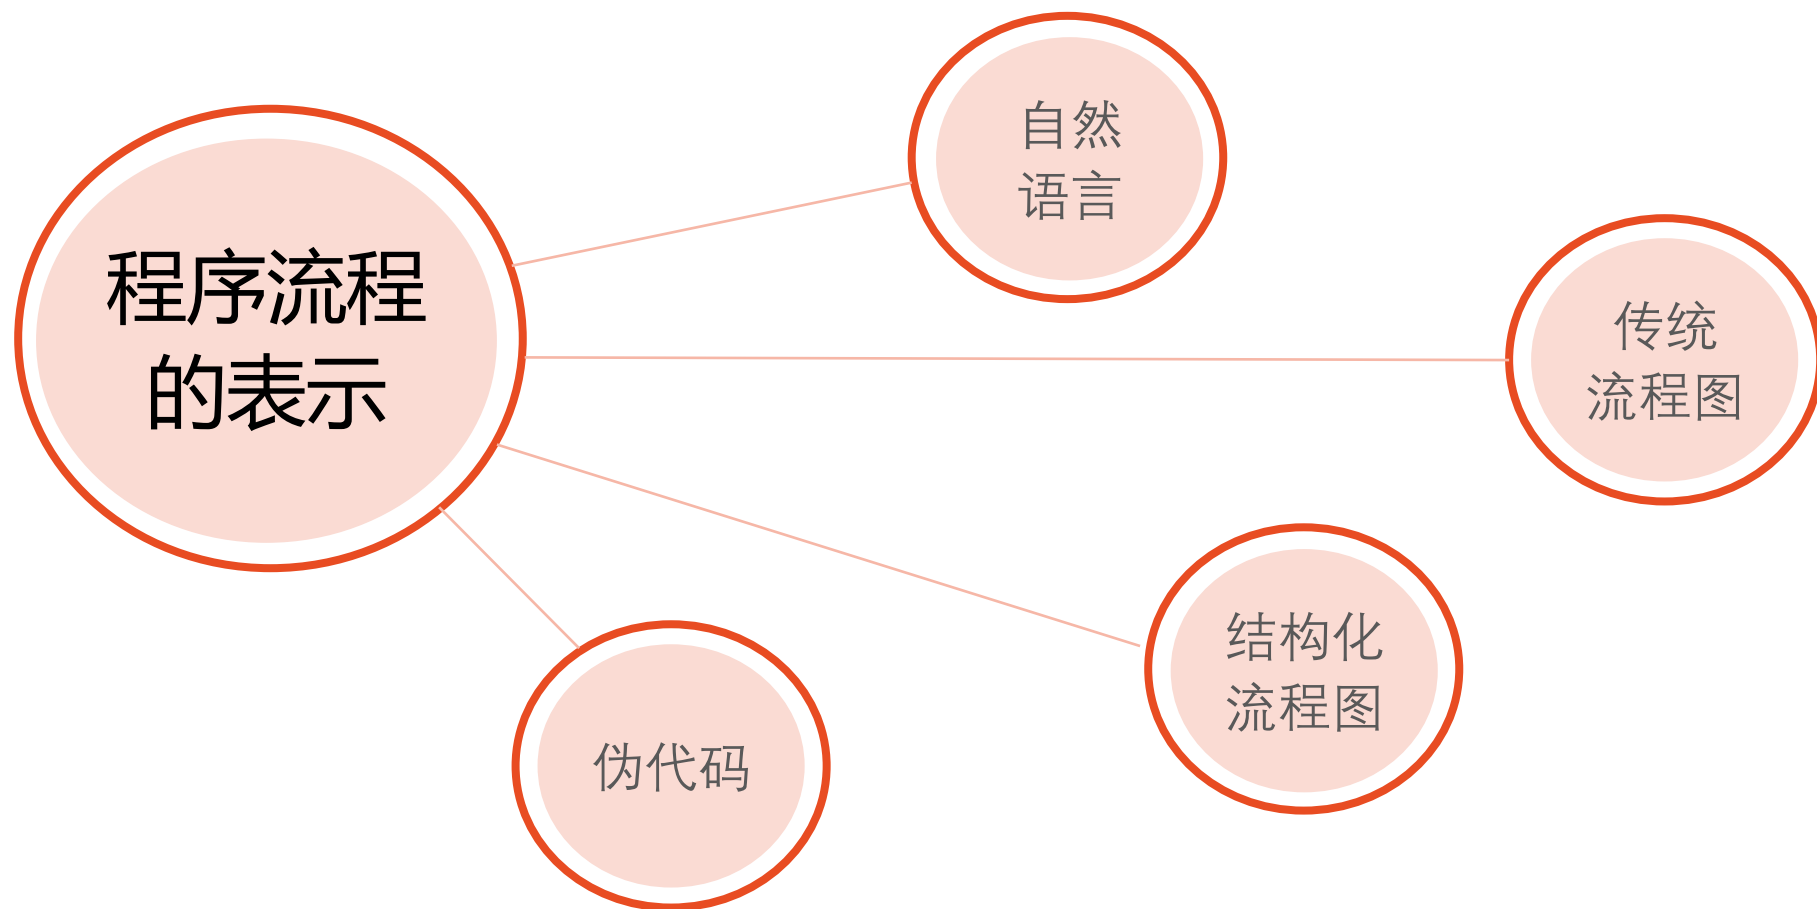 程序流程
的表示
自然
语言
传统
流程图
结构化
流程图
伪代码